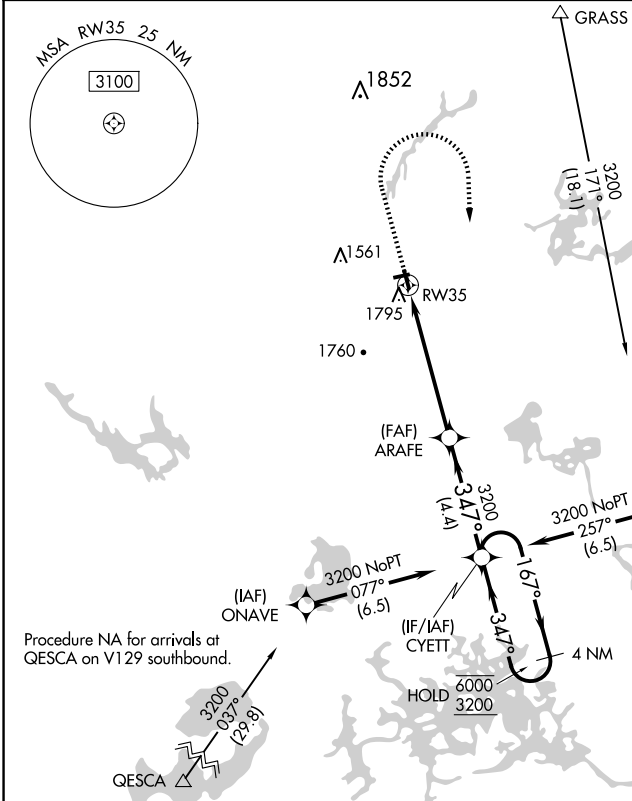 MSA RW35 25 NM
3100
GRASS
1852
3200
171°
(18.1)
1561
RW35
1795
1760
(FAF)
ARAFE
3200
347°
(4.4)
3200 NoPT
257°
(6.5)
3200 NoPT
077°
(6.5)
(IAF)
ONAVE
(IF/IAF)
CYETT
167°
347°
4 NM
HOLD
6000
3200
Procedure NA for arrivals at
QESCA on V129 southbound.
3200
037°
(29.8)
QESCA